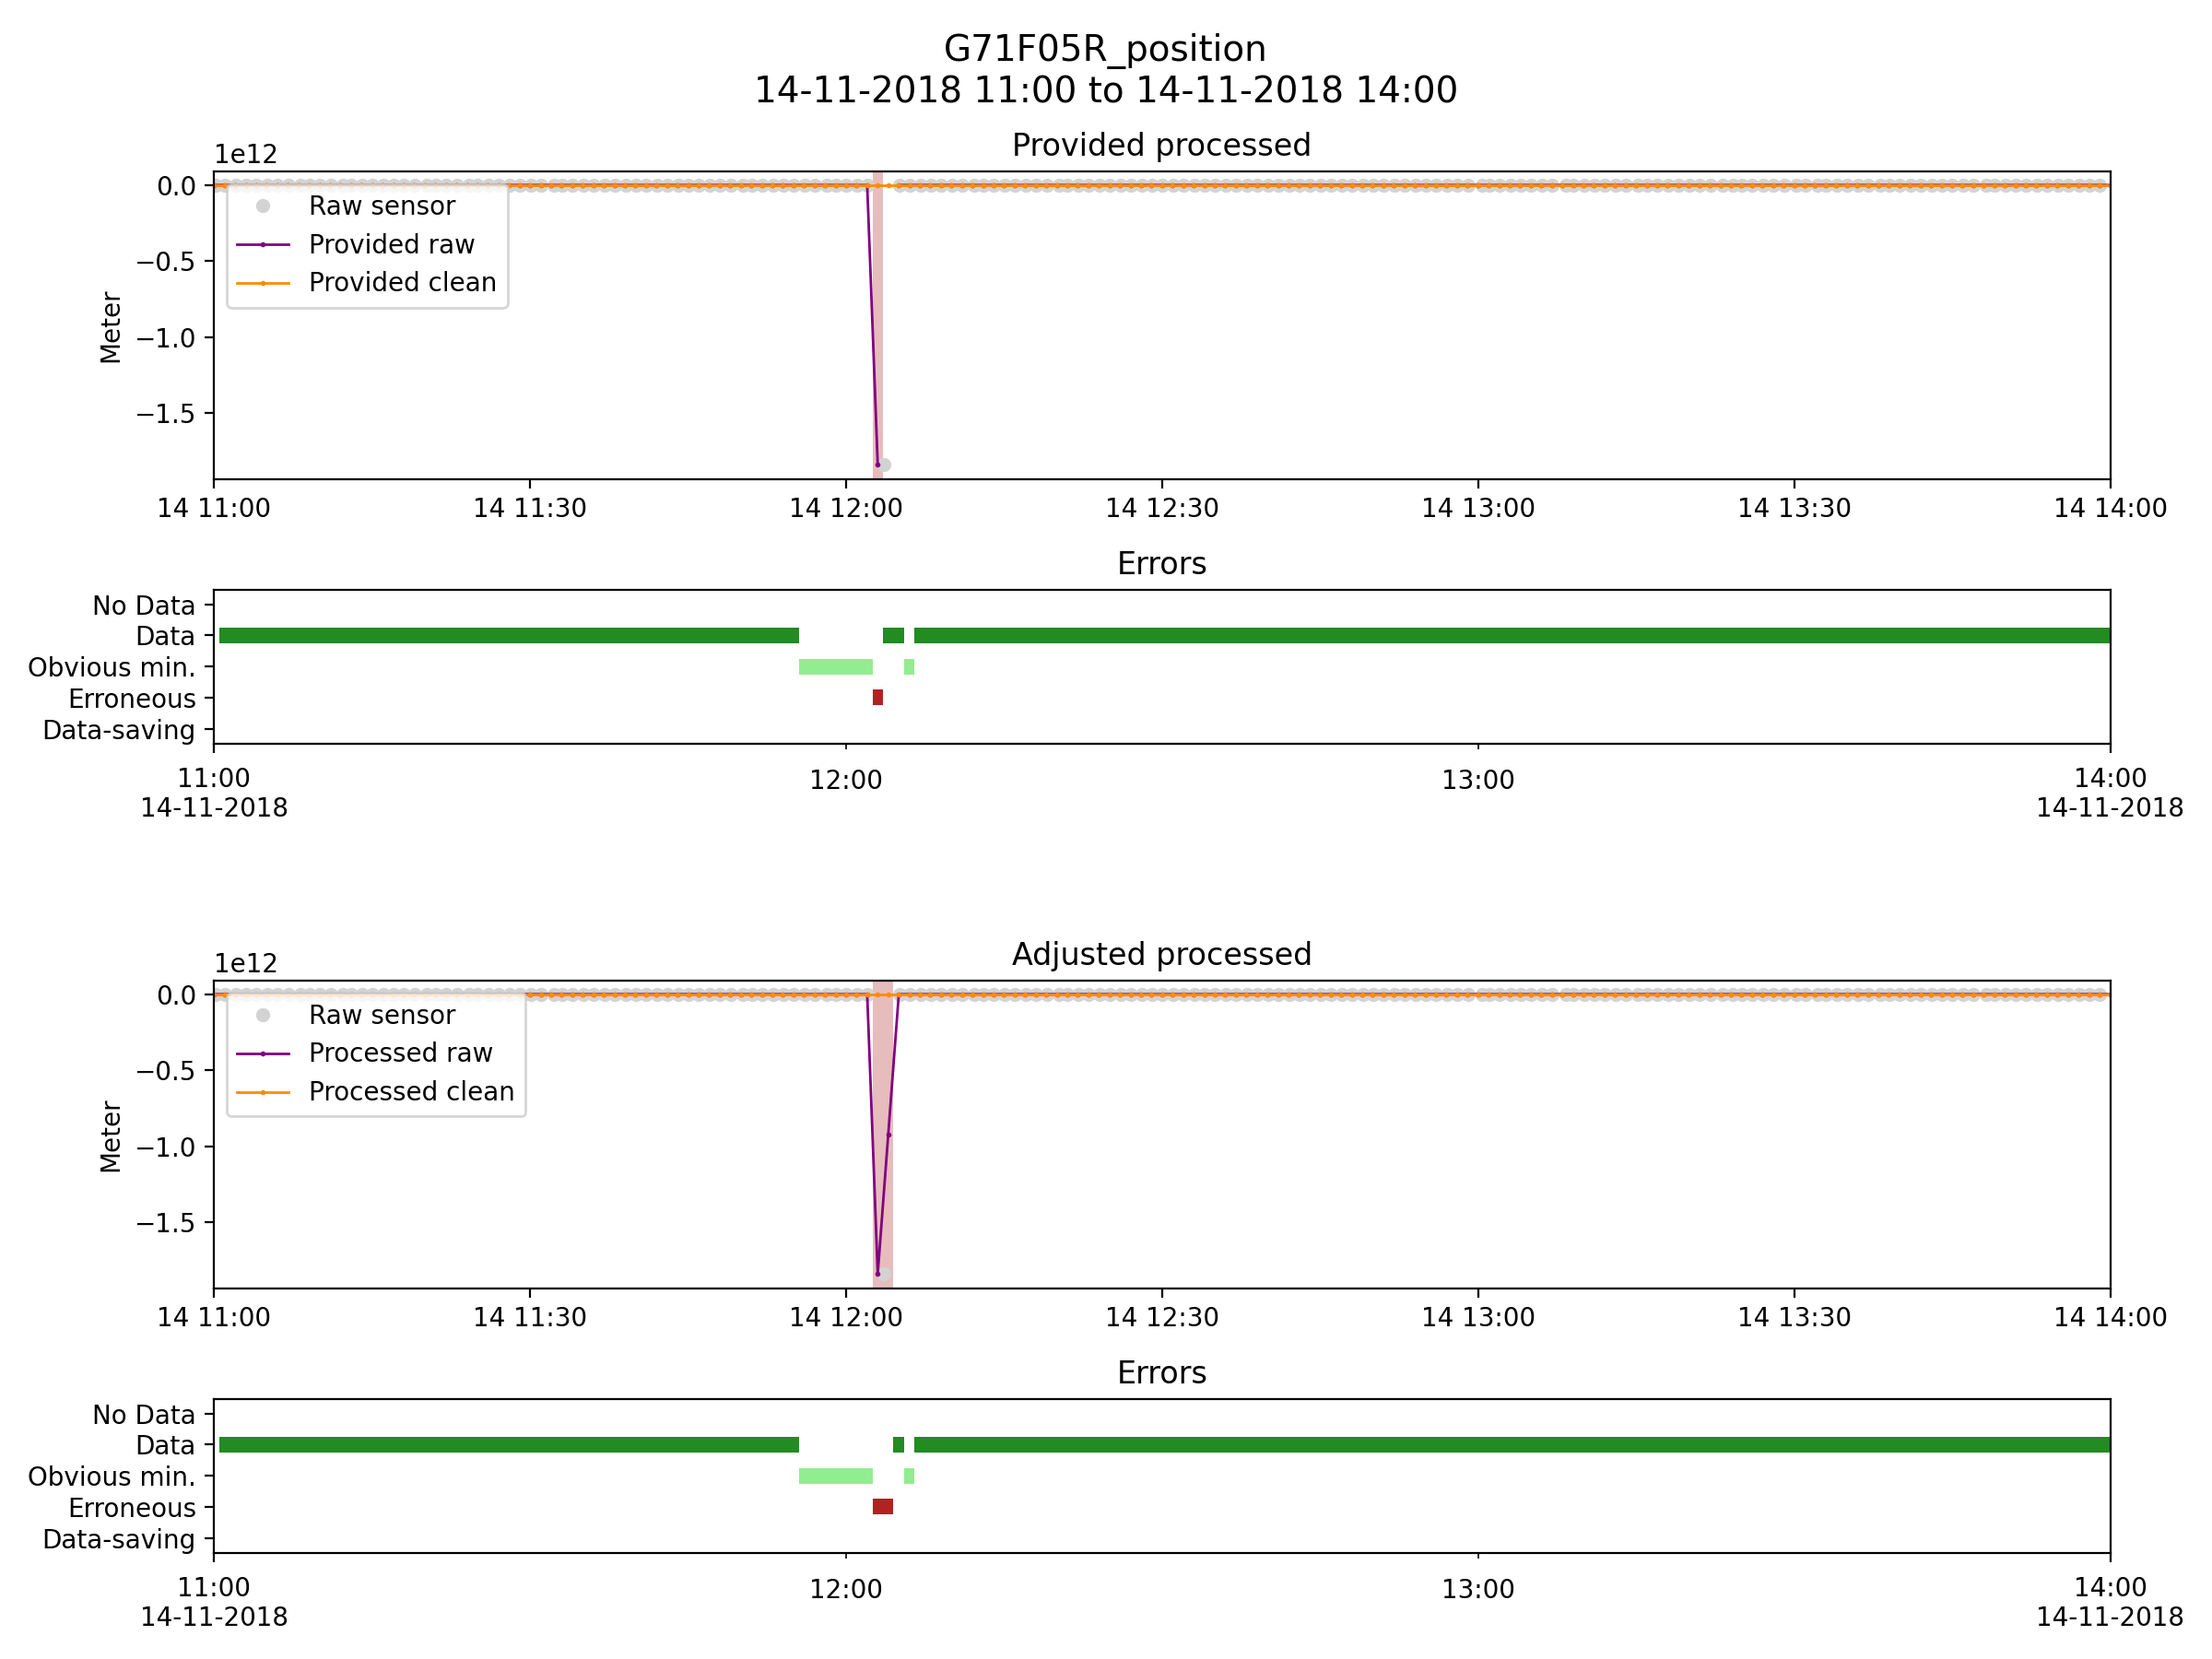 G71F05R_position
14-11-2018 11:00 to 14-11-2018 14:00
Provided processed
1e12
0.0
−0.5
−1.0
−1.5
Meter
Raw sensor
Provided raw
Provided clean
14 11:00 14 11:30 14 12:00 14 12:30 14 13:00 14 13:30 14 14:00
Errors
No Data
Data
Obvious min.
Erroneous
Data-saving
11:00 12:00 13:00 14:00
14-11-2018 14-11-2018
Adjusted processed
1e12
0.0
−0.5
−1.0
−1.5
Meter
Raw sensor
Processed raw
Processed clean
14 11:00 14 11:30 14 12:00 14 12:30 14 13:00 14 13:30 14 14:00
Errors
No Data
Data
Obvious min.
Erroneous
Data-saving
11:00 12:00 13:00 14:00
14-11-2018 14-11-2018